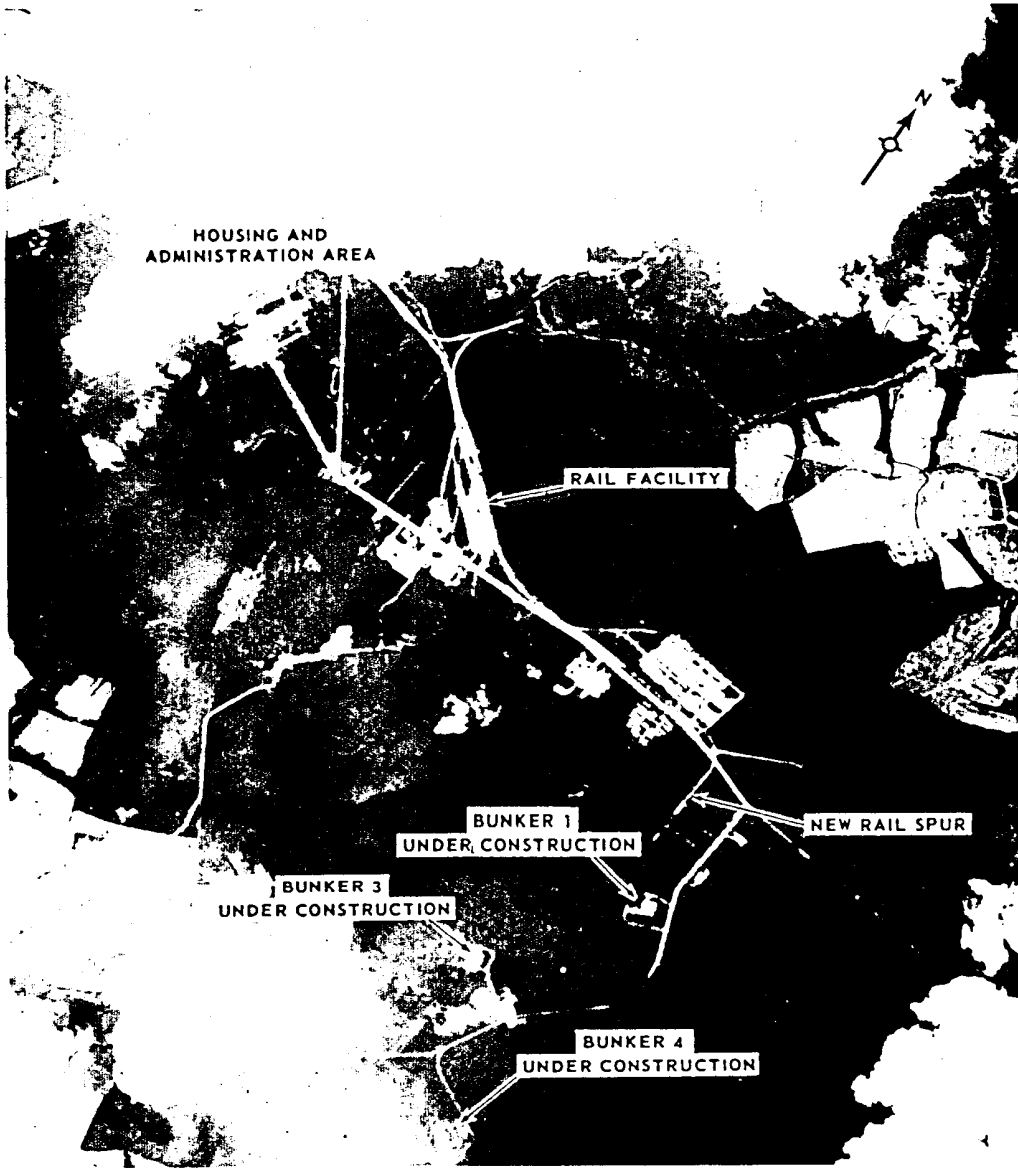 N
HOUSING AND
ADMINISTRATION AREA
RAIL FACILITY
BUNKER 1
UNDER CONSTRUCTION
NEW RAIL SPUR
BUNKER 3
UNDER CONSTRUCTION
BUNKER 4
UNDER CONSTRUCTION